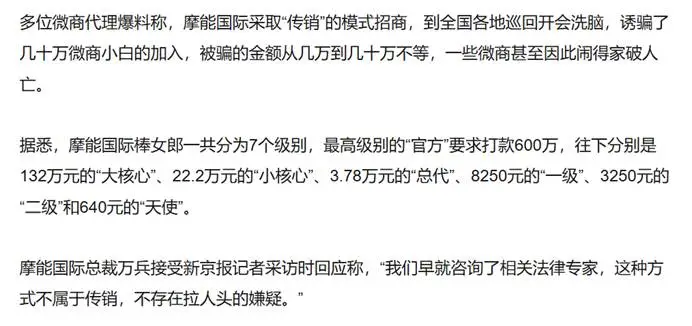 多位微商代理爆料称，摩能国际采取“传销”的模式招商，到全国各地巡回开会洗脑，诱骗了
几十万微商小白的加入，被骗的金额从几万到几十万不等，一些微商甚至因此闹得家破人
亡。
据悉，摩能国际棒女郎一共分为7个级别，最高级别的“官方”要求打款600万，往下分别是
132万元的“大核心”、22.2万元的“小核心”、3.78万元的“总代”、8250元的“一级”、3250元的
“二级”和640元的“天使”。
摩能国际总裁万兵接受新京报记者采访时回应称，“我们早就咨询了相关法律专家，这种方
式不属于传销，不存在拉人头的嫌疑。”